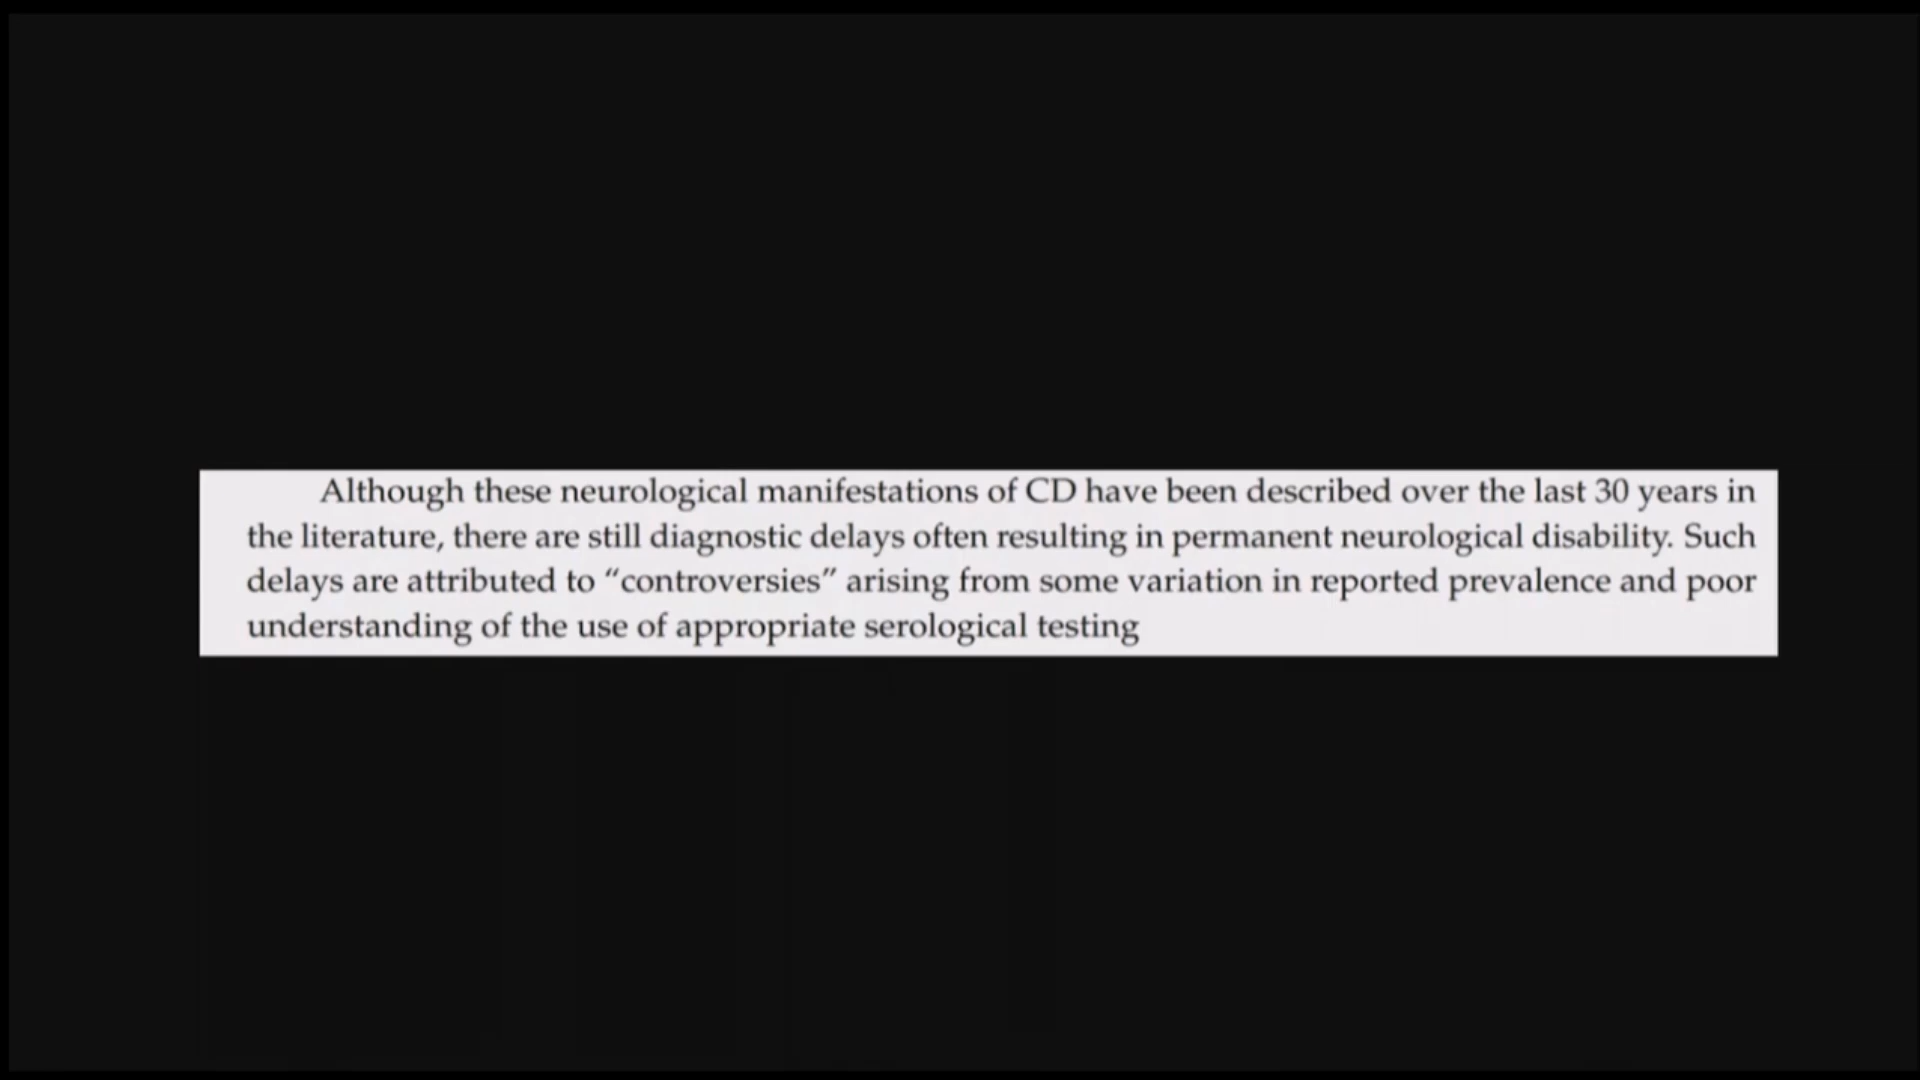 Although these neurological manifestations of CD have been described over the last 30 years in
the literature, there are still diagnostic delays often resulting in permanent neurological disability. Such
delays are attributed to “controversies” arising from some variation in reported prevalence and poor
understanding of the use of appropriate serological testing